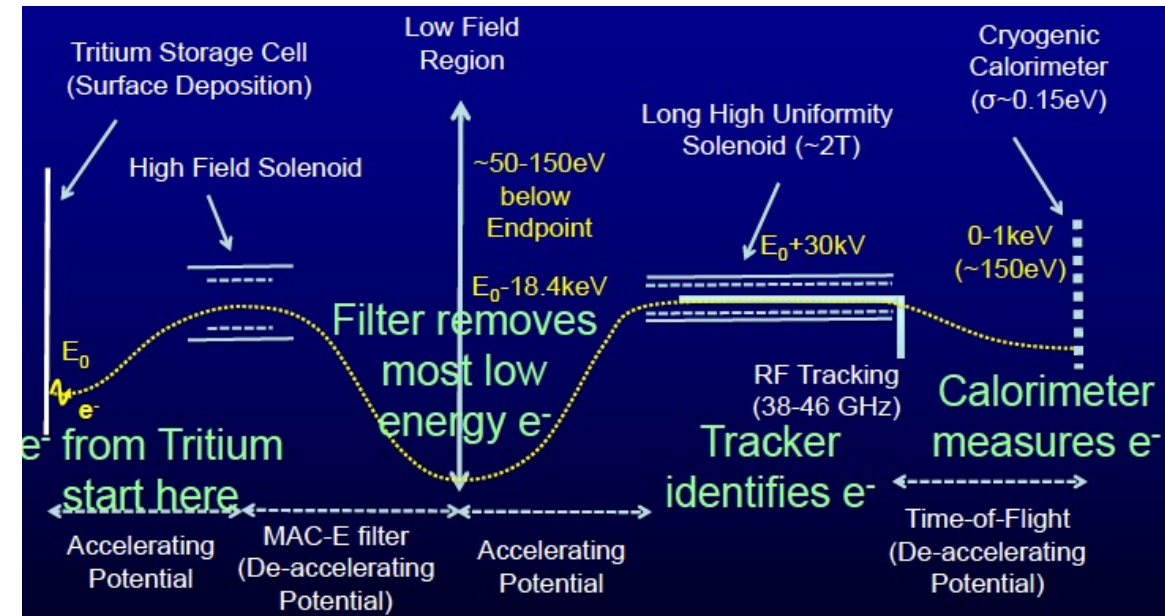 Tritium Storage Cell
(Surface Deposition)
High Field Solenoid
Low Field
Region
~50-150eV
below
Endpoint
E₀-18.4keV
Long High Uniformity
Solenoid (~2T)
E₀+30kV
Cryogenic
Calorimeter
(σ~0.15eV)
0-1keV
(~150eV)
E₀
e⁻
Filter removes
most low
energy e⁻
RF Tracking
(38-46 GHz)
e⁻ from Tritium
start here
Tracker
identifies e⁻
Calorimeter
measures e⁻
Accelerating
Potential
MAC-E filter
(De-accelerating
Potential)
Accelerating
Potential
Time-of-Flight
(De-accelerating
Potential)